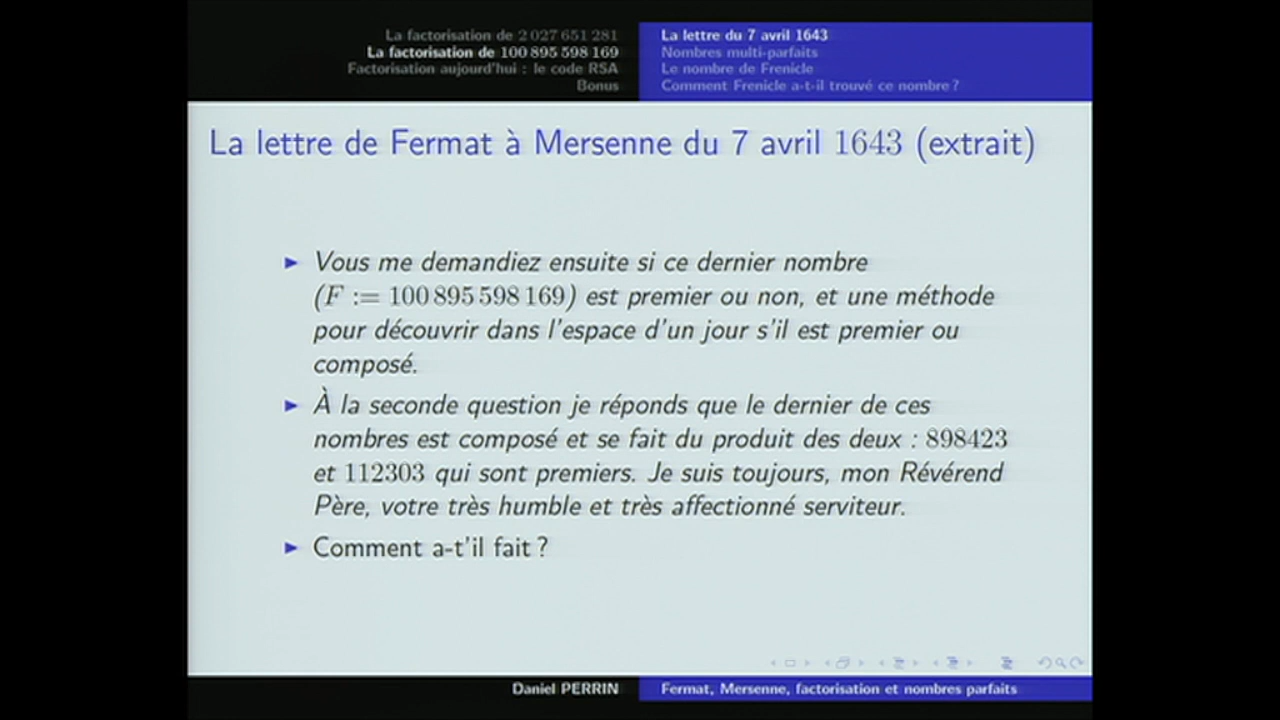 La factorisation de 2 027 651 281
La factorisation de 100 895 598 169
Factorisation aujourd'hui : le code RSA
Bonus
La lettre du 7 avril 1643
Nombres multi-parfaits
Le nombre de Frenicle
Comment Frenicle a-t-il trouvé ce nombre ?
La lettre de Fermat à Mersenne du 7 avril 1643 (extrait)
► Vous me demandiez ensuite si ce dernier nombre
(F := 100 895 598 169) est premier ou non, et une méthode
pour découvrir dans l'espace d'un jour s'il est premier ou
composé.
► À la seconde question je réponds que le dernier de ces
nombres est composé et se fait du produit des deux : 898423
et 112303 qui sont premiers. Je suis toujours, mon Révérend
Père, votre très humble et très affectionné serviteur.
► Comment a-t'il fait ?
Daniel PERRIN
Fermat, Mersenne, factorisation et nombres parfaits